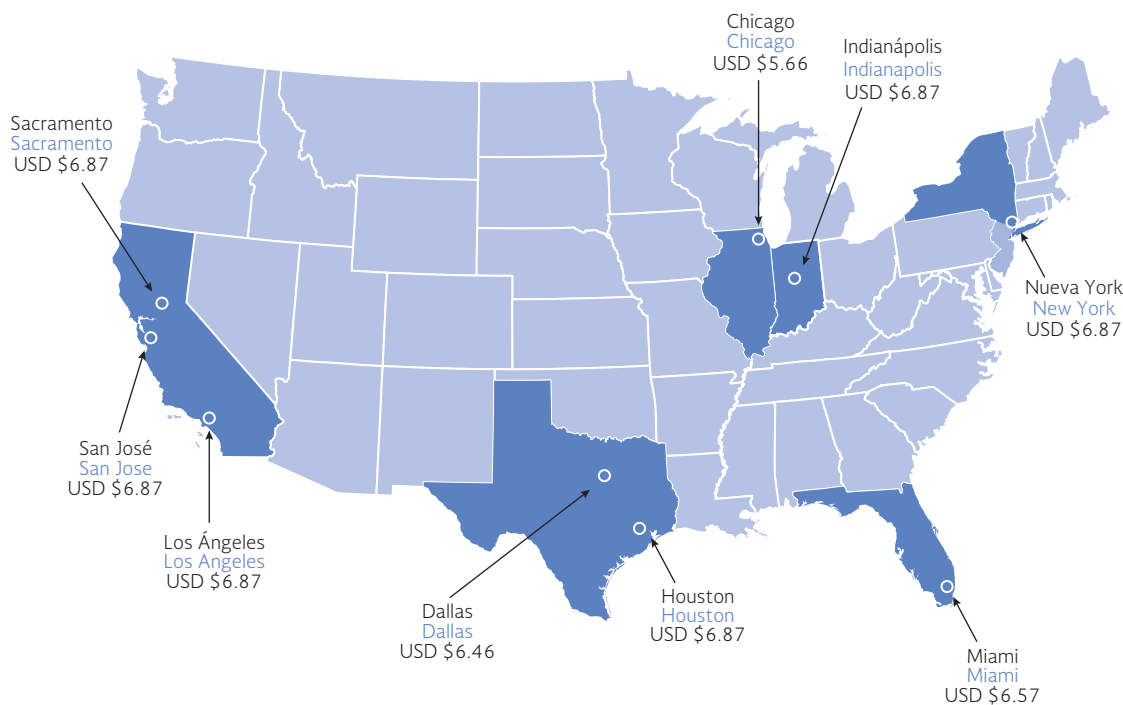 Chicago
Chicago
USD $5.66
Indianápolis
Indianapolis
USD $6.87
Sacramento
Sacramento
USD $6.87
Nueva York
New York
USD $6.87
San José
San Jose
USD $6.87
Los Ángeles
Los Angeles
USD $6.87
Dallas
Dallas
USD $6.46
Houston
Houston
USD $6.87
Miami
Miami
USD $6.57